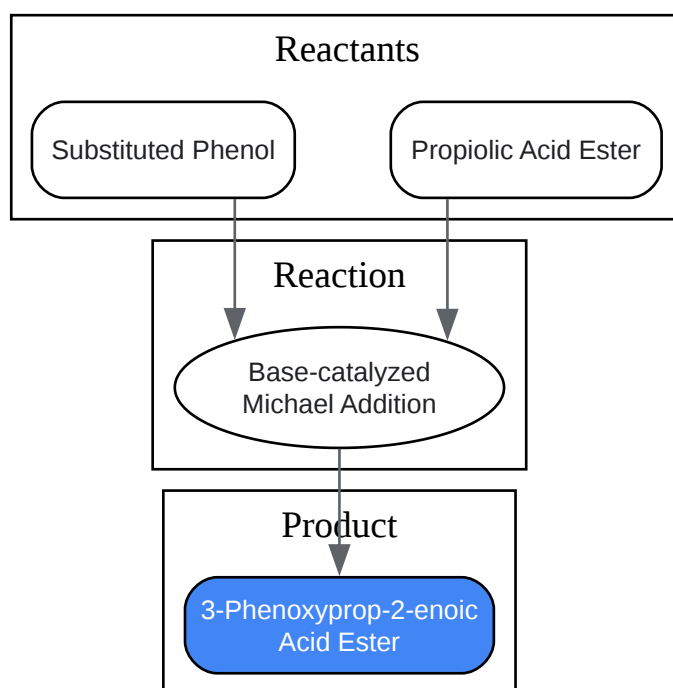 Reactants
Substituted Phenol
Propiolic Acid Ester
Reaction
Base-catalyzed
Michael Addition
Product
3-Phenoxyprop-2-enoic
Acid Ester